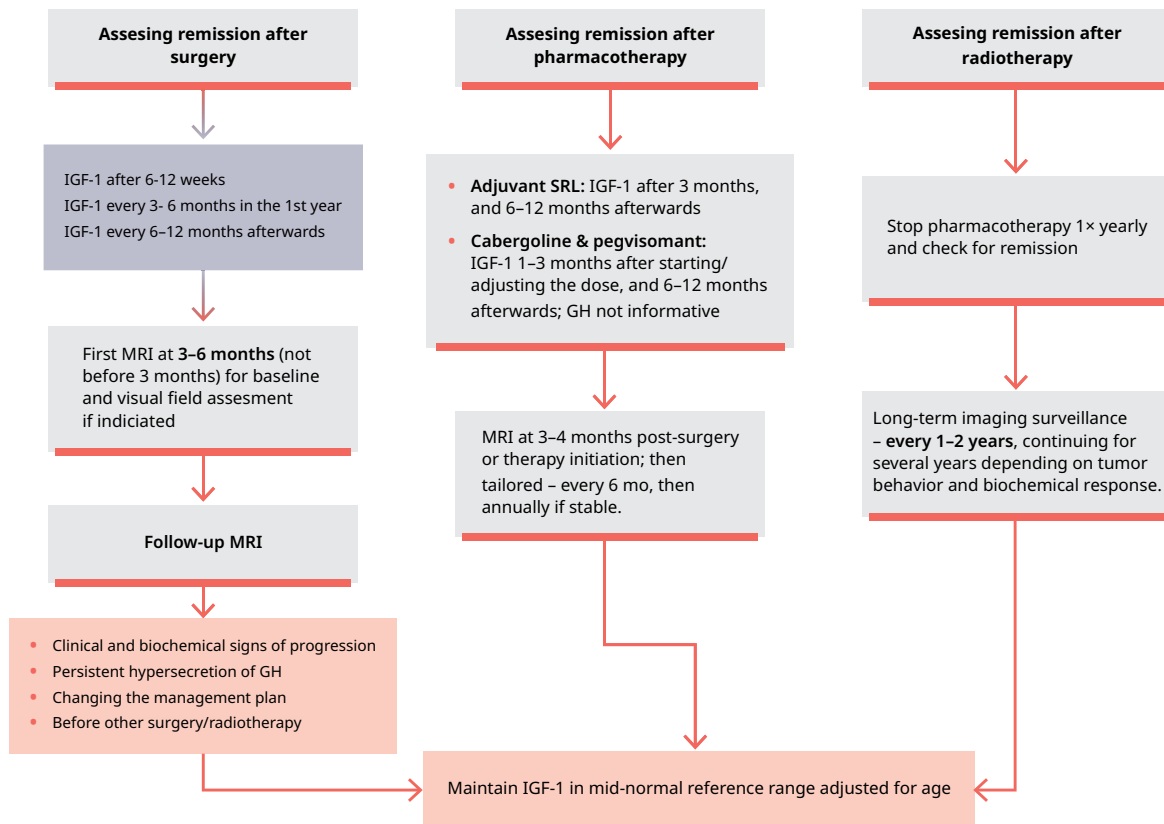 Assesing remission after
surgery
IGF-1 after 6-12 weeks
IGF-1 every 3- 6 months in the 1st year
IGF-1 every 6–12 months afterwards
First MRI at 3–6 months (not
before 3 months) for baseline
and visual field assesment
if indiciated
Follow-up MRI
• Clinical and biochemical signs of progression
• Persistent hypersecretion of GH
• Changing the management plan
• Before other surgery/radiotherapy
Assesing remission after
pharmacotherapy
• Adjuvant SRL: IGF-1 after 3 months,
and 6–12 months afterwards
• Cabergoline & pegvisomant:
IGF-1 1–3 months after starting/
adjusting the dose, and 6–12 months
afterwards; GH not informative
MRI at 3–4 months post-surgery
or therapy initiation; then
tailored – every 6 mo, then
annually if stable.
Assesing remission after
radiotherapy
Stop pharmacotherapy 1× yearly
and check for remission
Long-term imaging surveillance
– every 1–2 years, continuing for
several years depending on tumor
behavior and biochemical response.
Maintain IGF-1 in mid-normal reference range adjusted for age